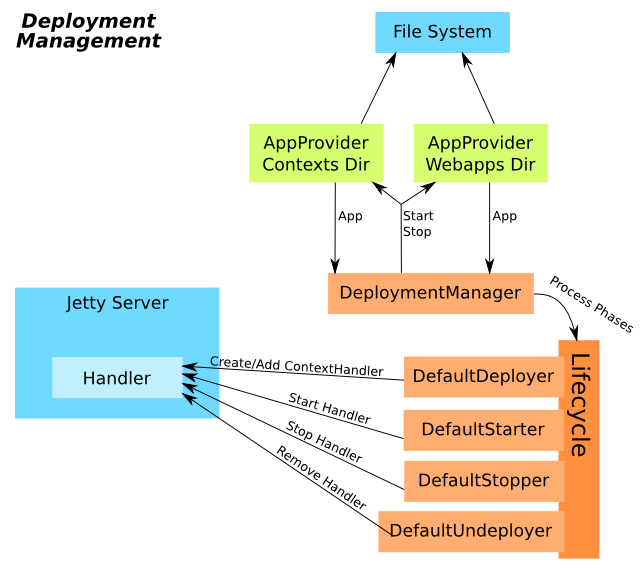 Deployment
Management
File System
AppProvider
Contexts Dir
AppProvider
Webapps Dir
App
Start
Stop
App
DeploymentManager
Process Phases
Jetty Server
Handler
Create/Add ContextHandler
Start Handler
Stop Handler
Remove Handler
DefaultDeployer
DefaultStarter
DefaultStopper
DefaultUndeployer
Lifecycle